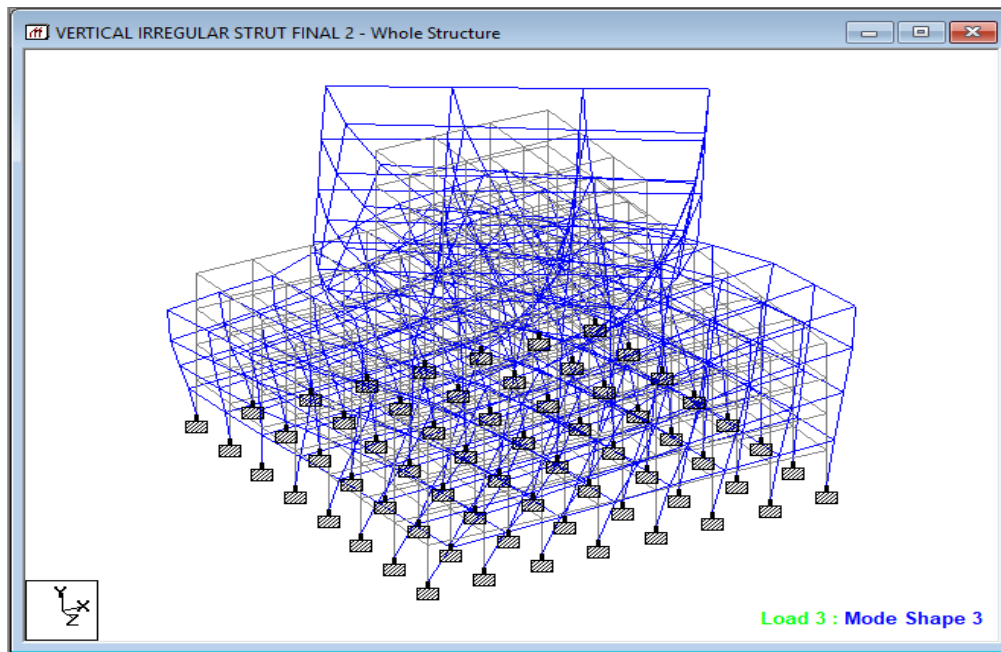 VERTICAL IRREGULAR STRUT FINAL 2 - Whole Structure
Y
X
Z
Load 3 : Mode Shape 3